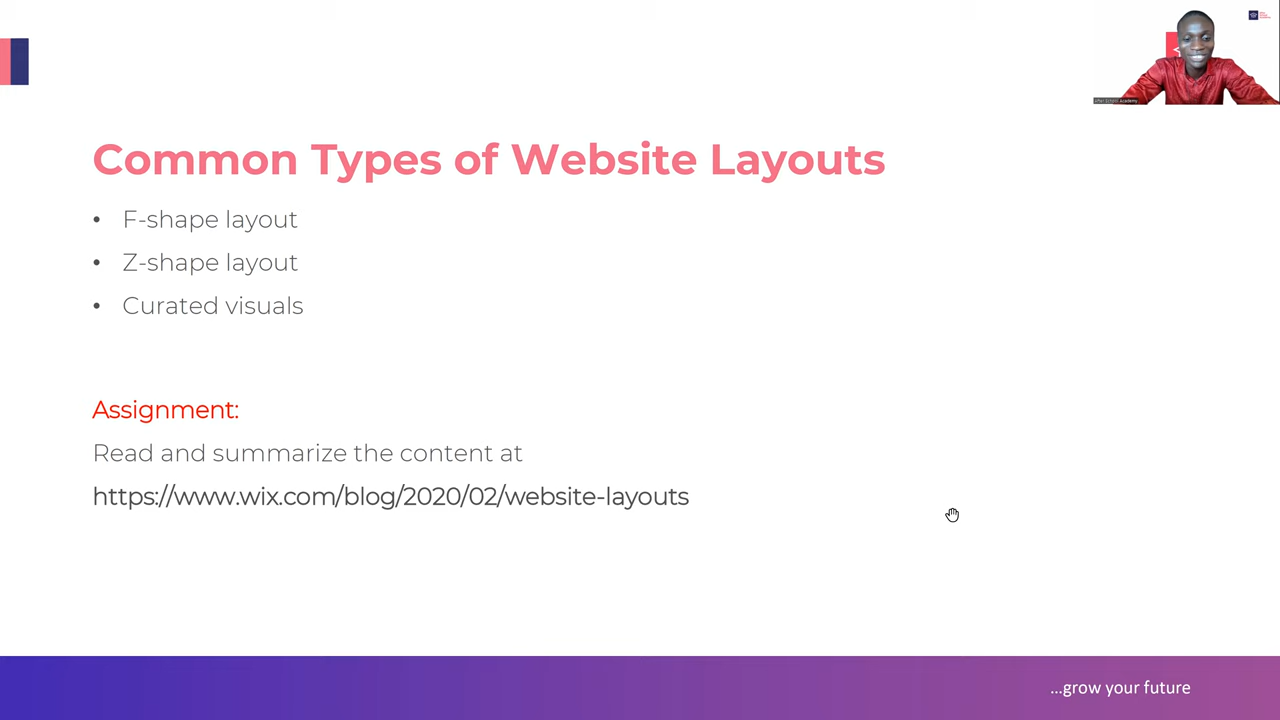 Common Types of Website Layouts
• F-shape layout
• Z-shape layout
• Curated visuals
Assignment:
Read and summarize the content at
https://www.wix.com/blog/2020/02/website-layouts
...grow your future